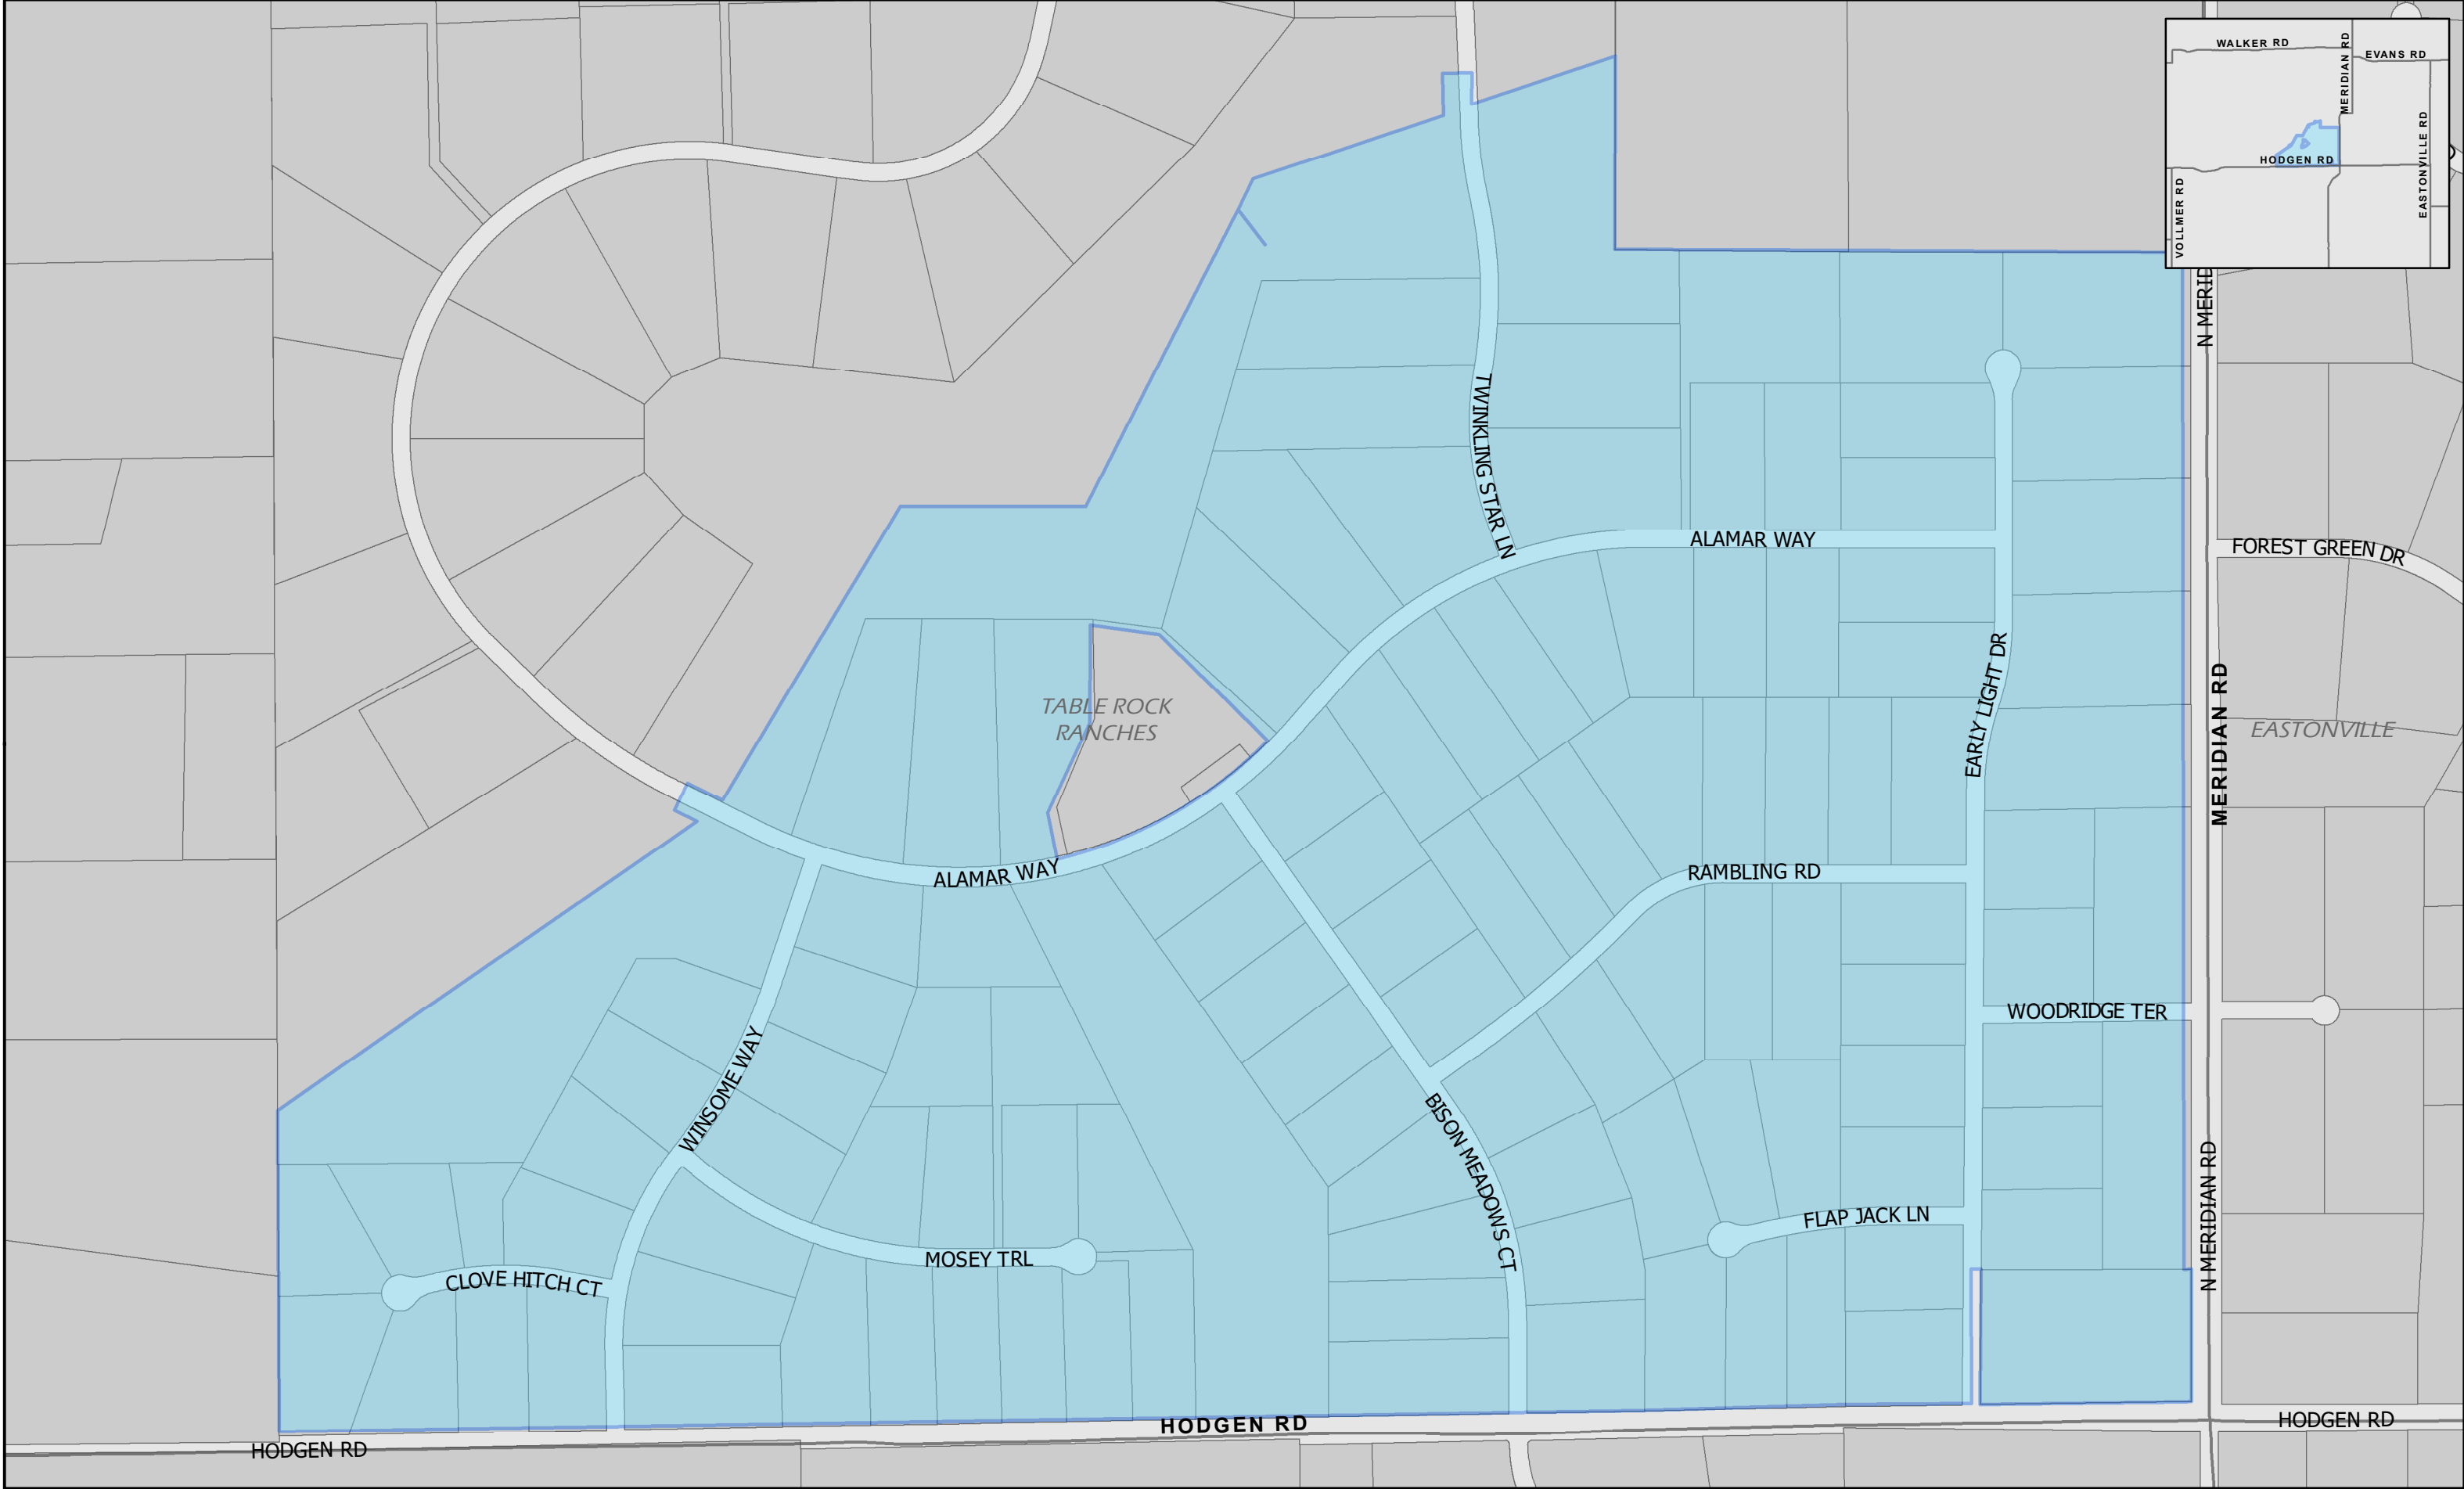 WALKER RD
MERIDIAN RD
EVANS RD
EASTONVILLE RD
HODGEN RD
VOLLMER RD
N MERID
TWINKLING STAR LN
ALAMAR WAY
FOREST GREEN DR
EARLY LIGHT DR
MERIDIAN RD
TABLE ROCK
RANCHES
EASTONVILLE
ALAMAR WAY
RAMBLING RD
WOODRIDGE TER
WINSOME WAY
BISON MEADOWS CT
N MERIDIAN RD
FLAP JACK LN
MOSEY TRL
CLOVE HITCH CT
HODGEN RD
HODGEN RD
HODGEN RD